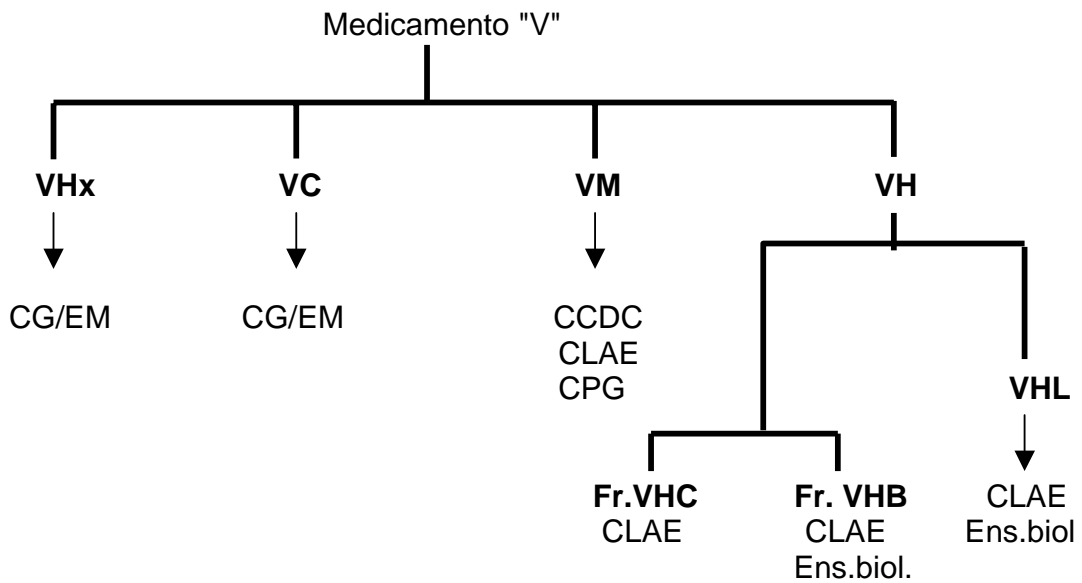 Medicamento "V"
VHx VC VM VH
CG/EM CG/EM CCDC
CLAE
CPG
VHL
Fr.VHC Fr. VHB CLAE
CLAE CLAE Ens.biol
Ens.biol.